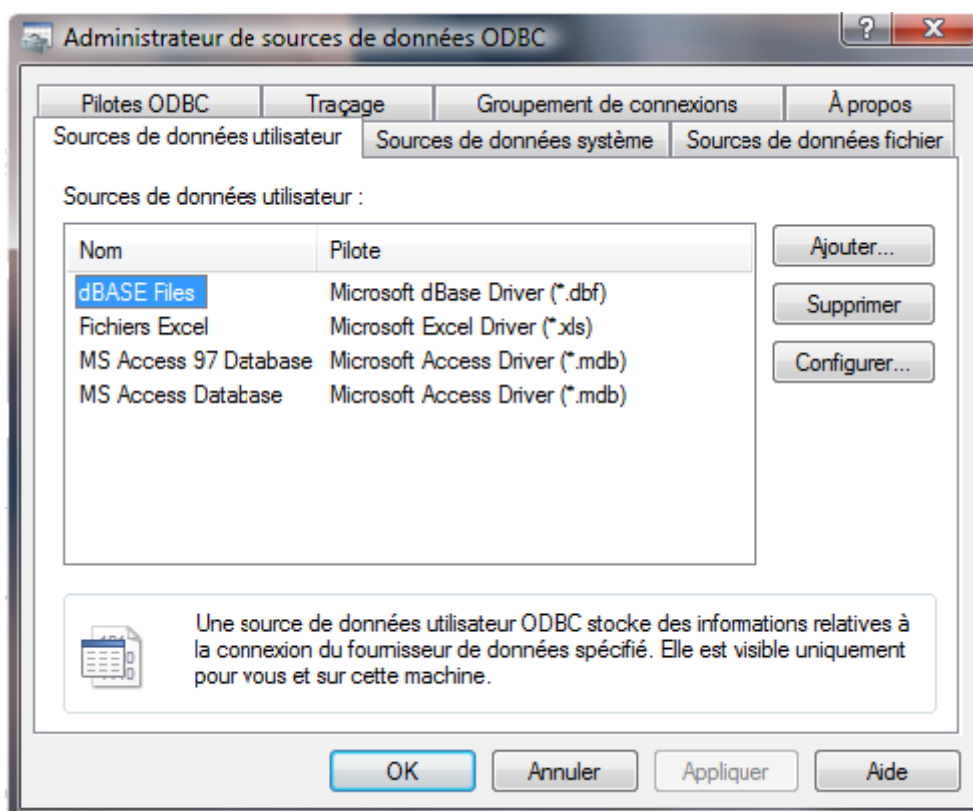 Administrateur de sources de données ODBC
?
X
Pilotes ODBC Traçage Groupement de connexions À propos
Sources de données utilisateur Sources de données système Sources de données fichier
Sources de données utilisateur :
Nom Pilote
dBASE Files Microsoft dBase Driver (*.dbf)
Fichiers Excel Microsoft Excel Driver (*.xls)
MS Access 97 Database Microsoft Access Driver (*.mdb)
MS Access Database Microsoft Access Driver (*.mdb)
Ajouter...
Supprimer
Configurer...
Une source de données utilisateur ODBC stocke des informations relatives à
la connexion du fournisseur de données spécifié. Elle est visible uniquement
pour vous et sur cette machine.
OK Annuler Appliquer Aide